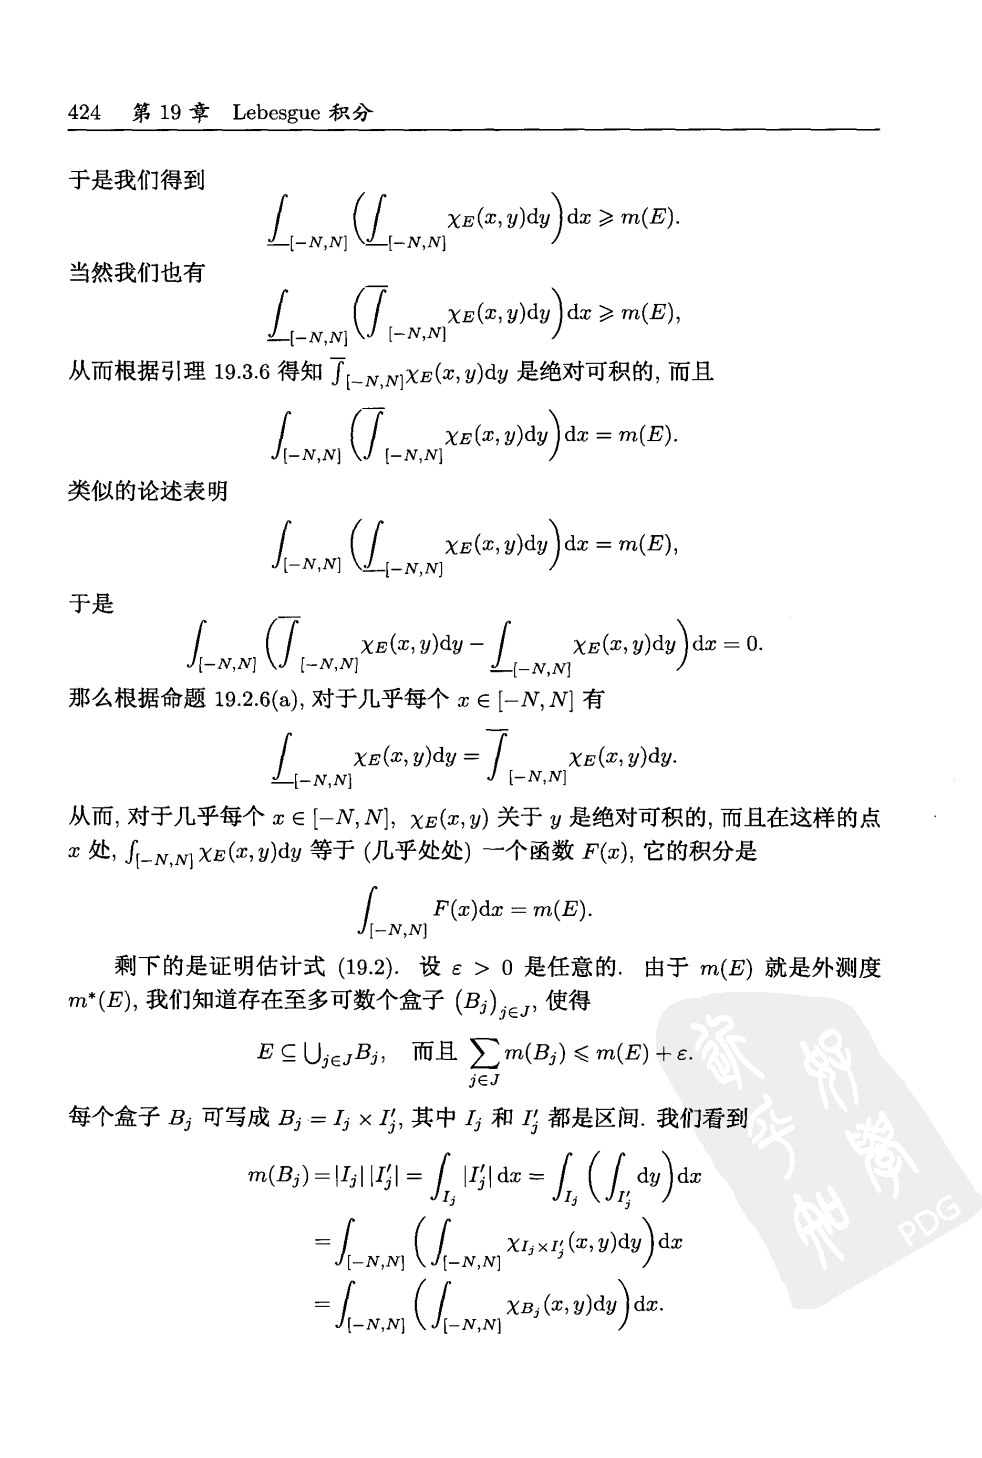 424 第 19 章 Lebesgue 积分
于是我们得到
$$\underline{\int}_{[-N,N]}\left(\underline{\int}_{[-N,N]}\chi_E(x,y)\mathrm{d}y\right)\mathrm{d}x \geqslant m(E).$$
当然我们也有
$$\underline{\int}_{[-N,N]}\left(\overline{\int}_{[-N,N]}\chi_E(x,y)\mathrm{d}y\right)\mathrm{d}x \geqslant m(E),$$
从而根据引理 19.3.6 得知 $\overline{\int}_{[-N,N]}\chi_E(x,y)\mathrm{d}y$ 是绝对可积的, 而且
$$\int_{[-N,N]}\left(\overline{\int}_{[-N,N]}\chi_E(x,y)\mathrm{d}y\right)\mathrm{d}x = m(E).$$
类似的论述表明
$$\int_{[-N,N]}\left(\underline{\int}_{[-N,N]}\chi_E(x,y)\mathrm{d}y\right)\mathrm{d}x = m(E),$$
于是
$$\int_{[-N,N]}\left(\overline{\int}_{[-N,N]}\chi_E(x,y)\mathrm{d}y - \underline{\int}_{[-N,N]}\chi_E(x,y)\mathrm{d}y\right)\mathrm{d}x = 0.$$
那么根据命题 19.2.6(a), 对于几乎每个 $x \in [-N,N]$ 有
$$\underline{\int}_{[-N,N]}\chi_E(x,y)\mathrm{d}y = \overline{\int}_{[-N,N]}\chi_E(x,y)\mathrm{d}y.$$
从而, 对于几乎每个 $x \in [-N,N]$, $\chi_E(x,y)$ 关于 $y$ 是绝对可积的, 而且在这样的点
$x$ 处, $\int_{[-N,N]}\chi_E(x,y)\mathrm{d}y$ 等于 (几乎处处) 一个函数 $F(x)$, 它的积分是
$$\int_{[-N,N]}F(x)\mathrm{d}x = m(E).$$
剩下的是证明估计式 (19.2). 设 $\varepsilon > 0$ 是任意的. 由于 $m(E)$ 就是外测度
$m^*(E)$, 我们知道存在至多可数个盒子 $(B_j)_{j\in J}$, 使得
$$E \subseteq \bigcup_{j\in J}B_j, \quad 而且 \sum_{j\in J}m(B_j) \leqslant m(E)+\varepsilon.$$
每个盒子 $B_j$ 可写成 $B_j = I_j \times I_j'$, 其中 $I_j$ 和 $I_j'$ 都是区间. 我们看到
$$m(B_j) = |I_j||I_j'| = \int_{I_j}|I_j'|\mathrm{d}x = \int_{I_j}\left(\int_{I_j'}\mathrm{d}y\right)\mathrm{d}x$$
$$= \int_{[-N,N]}\left(\int_{[-N,N]}\chi_{I_j\times I_j'}(x,y)\mathrm{d}y\right)\mathrm{d}x$$
$$= \int_{[-N,N]}\left(\int_{[-N,N]}\chi_{B_j}(x,y)\mathrm{d}y\right)\mathrm{d}x.$$
PDG